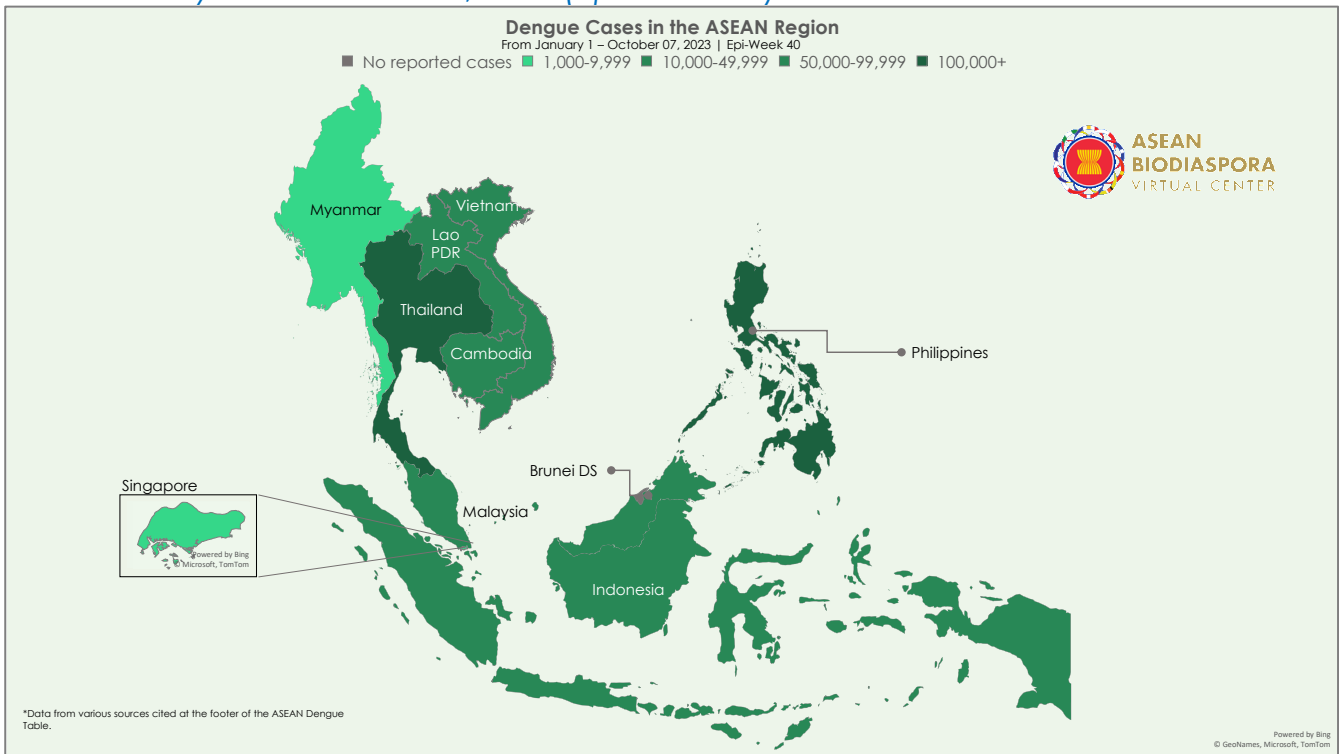 Dengue Cases in the ASEAN Region
From January 1 – October 07, 2023 | Epi-Week 40
No reported cases 1,000-9,999 10,000-49,999 50,000-99,999 100,000+
ASEAN
BIODIASPORA
VIRTUAL CENTER
Myanmar
Vietnam
Lao
PDR
Thailand
Cambodia
Philippines
Brunei DS
Singapore
Powered by Bing
© Microsoft, TomTom
Malaysia
Indonesia
*Data from various sources cited at the footer of the ASEAN Dengue
Table.
Powered by Bing
© GeoNames, Microsoft, TomTom